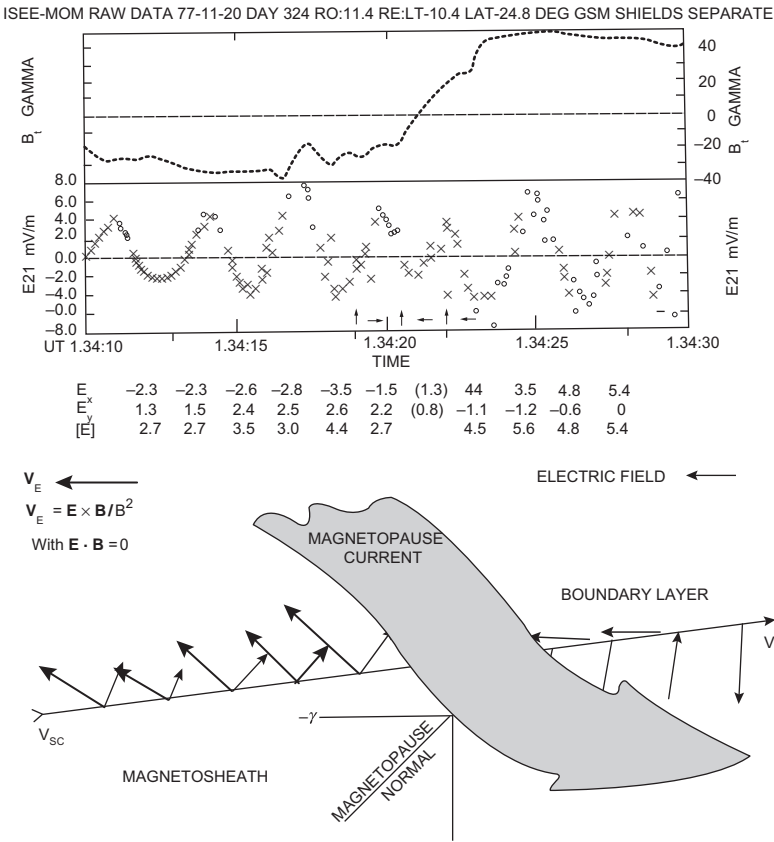 ISEE-MOM RAW DATA 77-11-20 DAY 324 RO:11.4 RE:LT-10.4 LAT-24.8 DEG GSM SHIELDS SEPARATE
B_t GAMMA
40
20
0
−20
−40
B_t GAMMA
8.0
6.0
4.0
2.0
0.0
−2.0
−4.0
−0.0
−8.0
E21 mV/m
E21 mV/m
UT 1.34:10 1.34:15 1.34:20 1.34:25 1.34:30
TIME
E_x −2.3 −2.3 −2.6 −2.8 −3.5 −1.5 (1.3) 44 3.5 4.8 5.4
E_y 1.3 1.5 2.4 2.5 2.6 2.2 (0.8) −1.1 −1.2 −0.6 0
[E] 2.7 2.7 3.5 3.0 4.4 2.7 4.5 5.6 4.8 5.4
V_E
ELECTRIC FIELD
V_E = E × B/B²
With E · B = 0
MAGNETOPAUSE
CURRENT
BOUNDARY LAYER
V
−γ
V_SC
MAGNETOPAUSE
NORMAL
MAGNETOSHEATH